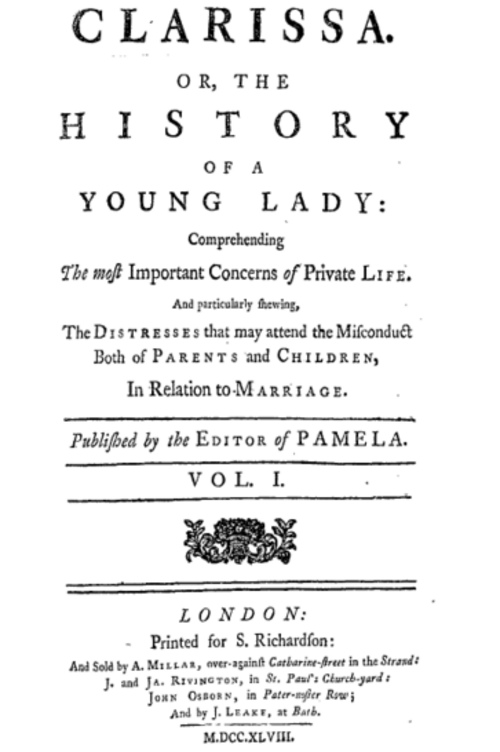 CLARISSA.
OR, THE
HISTORY
OF A
YOUNG LADY:
Comprehending
The moſt Important Concerns of Private LIFE.
And particularly ſhewing,
The DISTRESSES that may attend the Miſconduct
Both of PARENTS and CHILDREN,
In Relation to MARRIAGE.
Publiſhed by the EDITOR of PAMELA.
VOL. I.
LONDON:
Printed for S. Richardſon:
And Sold by A. MILLAR, over-againſt Catharine-ſtreet in the Strand:
J. and JA. RIVINGTON, in St. Paul's Church-yard:
JOHN OSBORN, in Pater-noſter Row;
And by J. LEAKE, at Bath.
M.DCC.XLVIII.